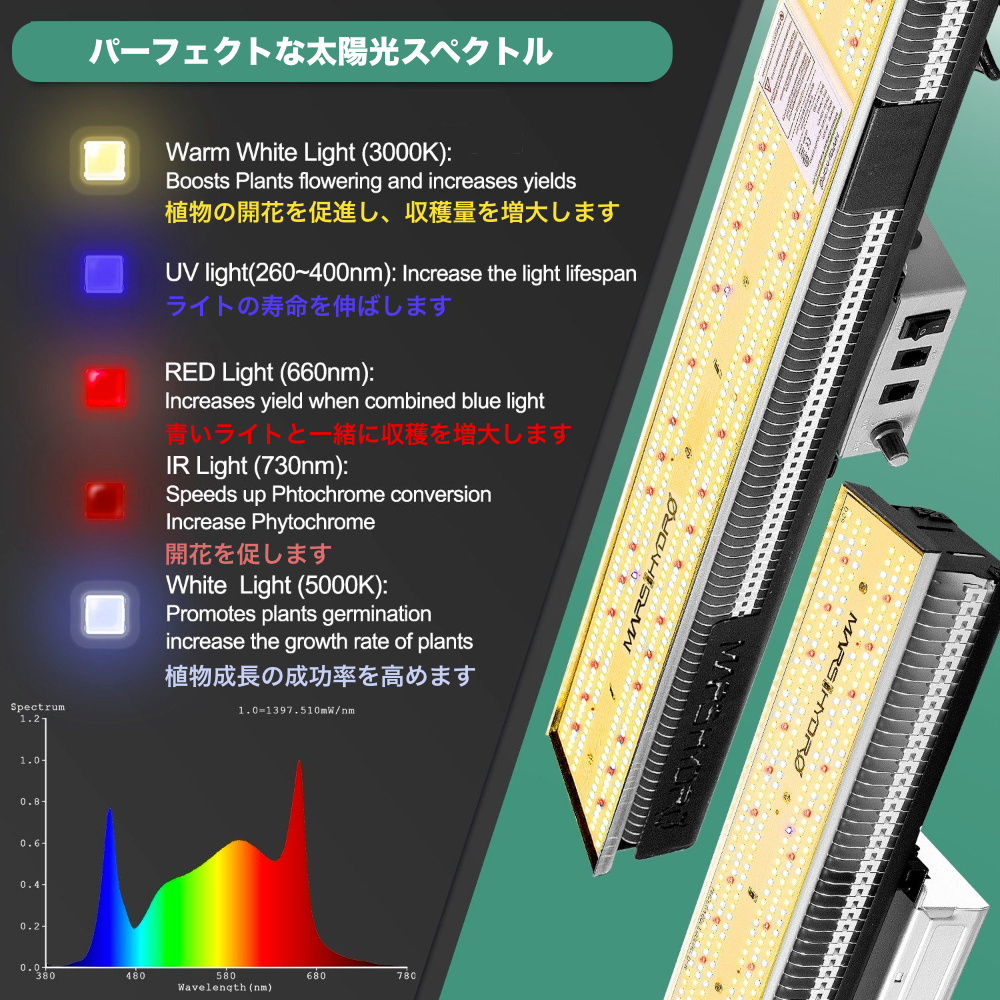 パーフェクトな太陽光スペクトル
Warm White Light (3000K):
Boosts Plants flowering and increases yields
植物の開花を促進し、収穫量を増大します
UV light(260~400nm): Increase the light lifespan
ライトの寿命を伸ばします
RED Light (660nm):
Increases yield when combined blue light
青いライトと一緒に収穫を増大します
IR Light (730nm):
Speeds up Phtochrome conversion
Increase Phytochrome
開花を促します
White Light (5000K):
Promotes plants germination
increase the growth rate of plants
植物成長の成功率を高めます
Spectrum
1.0=1397.510mW/nm
1.2
1.0
0.8
0.6
0.4
0.2
0.0
380 480 580 680 780
Wavelength(nm)
MARS HYDRO
MARS HYDRO
MARS HYDRO